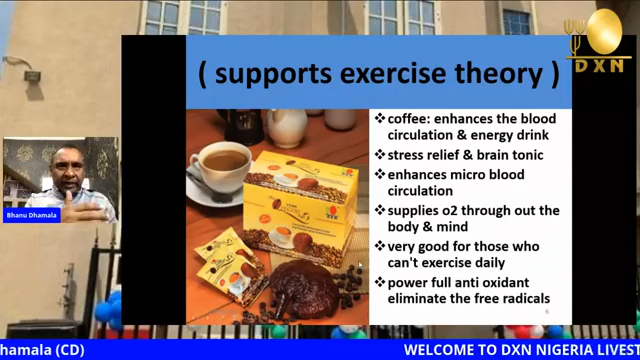 DXN
( supports exercise theory )
❖coffee: enhances the blood
circulation & energy drink
❖stress relief & brain tonic
❖enhances micro blood
circulation
❖supplies o2 through out the
body & mind
❖very good for those who
can't exercise daily
❖power full anti oxidant
eliminate the free radicals
6
Bhanu Dhamala
hamala (CD)
WELCOME TO DXN NIGERIA LIVEST